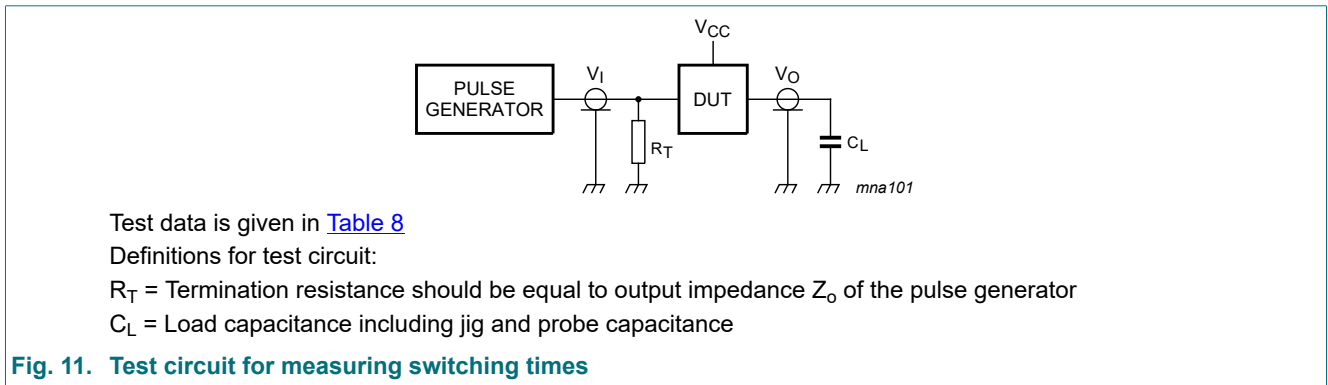 VCC
PULSE
GENERATOR
VI
DUT
VO
RT
CL
mna101
Test data is given in Table 8
Definitions for test circuit:
RT = Termination resistance should be equal to output impedance Zo of the pulse generator
CL = Load capacitance including jig and probe capacitance
Fig. 11. Test circuit for measuring switching times